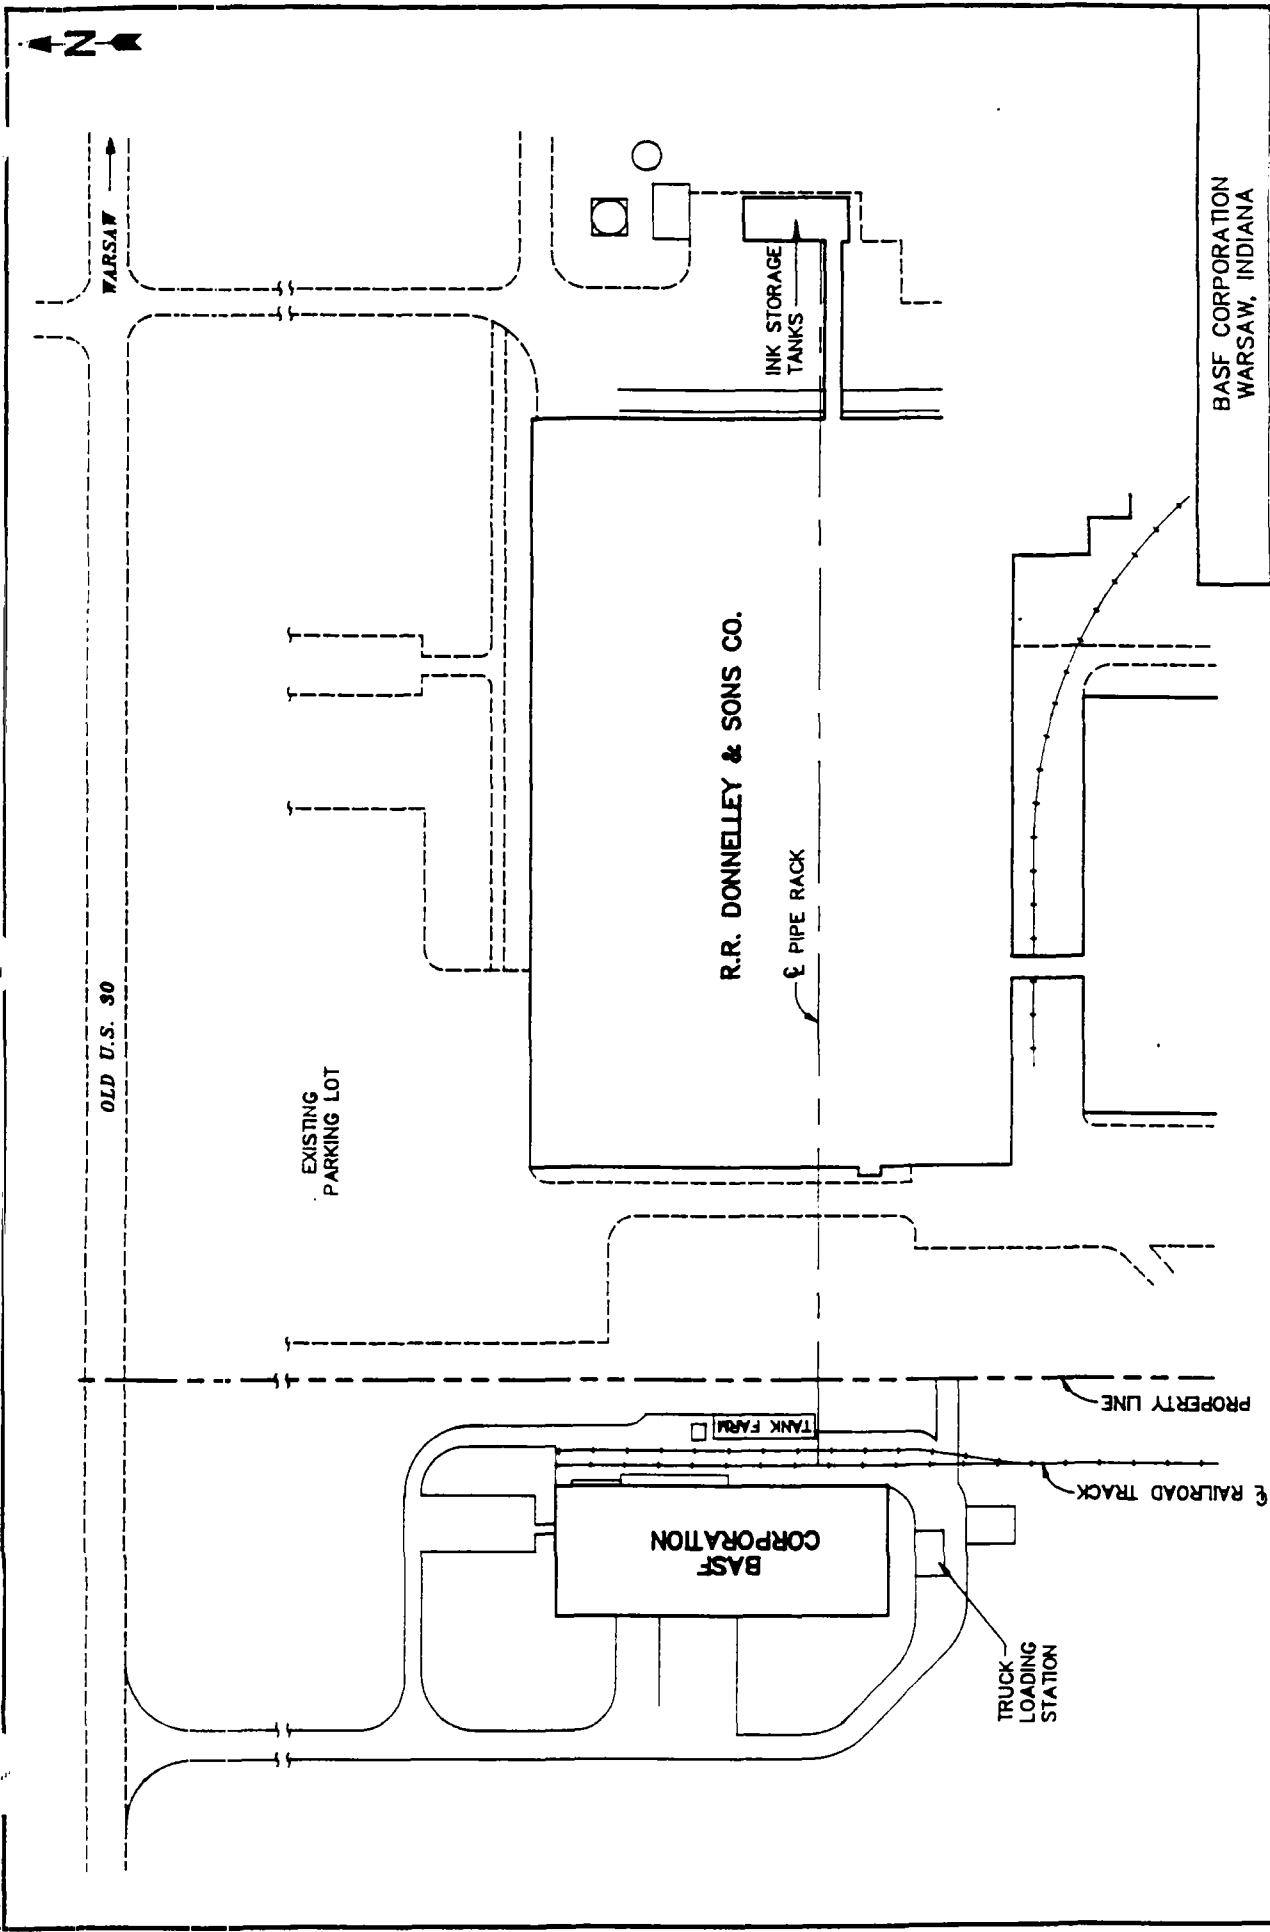 N
WARSAW
OLD U.S. 30
EXISTING
PARKING LOT
INK STORAGE
TANKS
R.R. DONNELLEY & SONS CO.
℄ PIPE RACK
TANK FARM
BASF
CORPORATION
TRUCK
LOADING
STATION
PROPERTY LINE
℄ RAILROAD TRACK
BASF CORPORATION
WARSAW, INDIANA